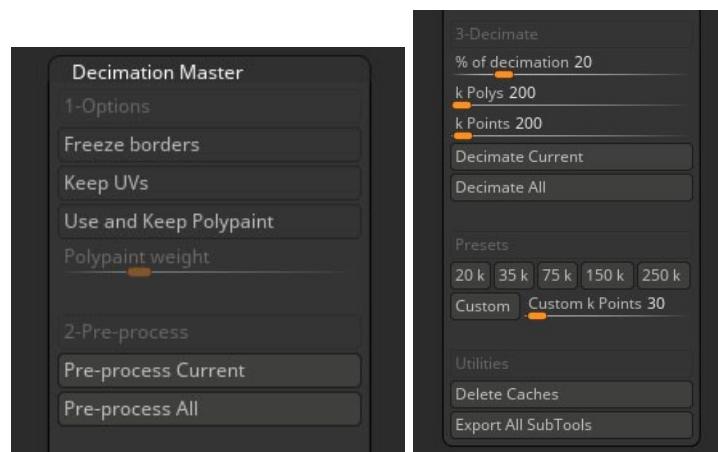 Decimation Master
1-Options
Freeze borders
Keep UVs
Use and Keep Polypaint
Polypaint weight
2-Pre-process
Pre-process Current
Pre-process All
3-Decimate
% of decimation 20
k Polys 200
k Points 200
Decimate Current
Decimate All
Presets
20 k 35 k 75 k 150 k 250 k
Custom Custom k Points 30
Utilities
Delete Caches
Export All SubTools